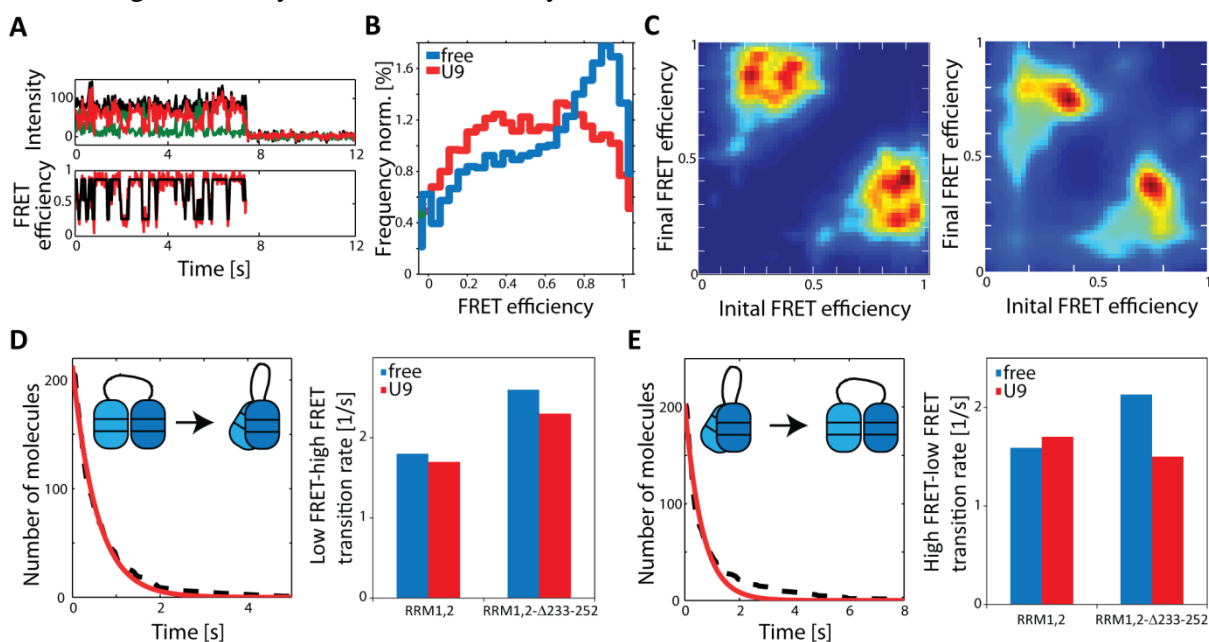 A
Intensity
100
0
0
4
8
12
FRET
efficiency
1
0.5
0
0
4
8
12
Time [s]
B
free
U9
Frequency norm. [%]
1.6
1.2
0.8
0.4
0
0
0.2
0.4
0.6
0.8
1
FRET efficiency
C
Final FRET efficiency
1
0.5
0
0
0.5
1
Inital FRET efficiency
Final FRET efficiency
1
0.5
0
0
0.5
1
Inital FRET efficiency
D
Number of molecules
200
100
0
0
2
4
Time [s]
free
U9
Low FRET-high FRET
transition rate [1/s]
2
1
0
RRM1,2
RRM1,2-Δ233-252
E
Number of molecules
200
100
0
0
2
4
6
8
Time [s]
free
U9
High FRET-low FRET
transition rate [1/s]
2
1
0
RRM1,2
RRM1,2-Δ233-252